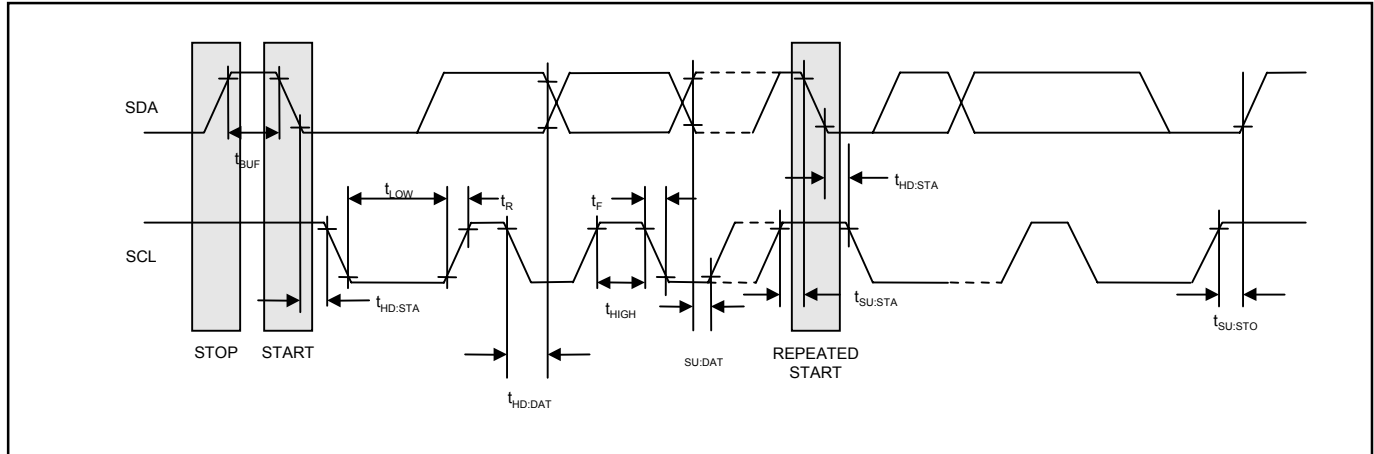 SDA
tBUF
tLOW
tR
tF
tHD:STA
SCL
tHD:STA
tHIGH
tSU:STA
tSU:STO
STOP
START
SU:DAT
REPEATED
START
tHD:DAT